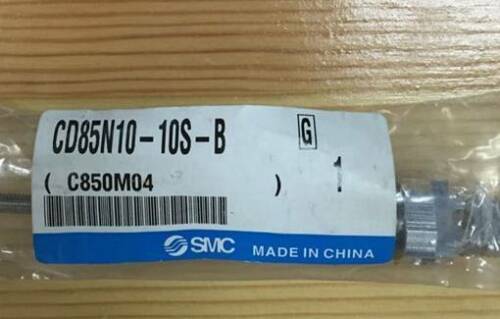 CD85N10-10S-B G
( C850M04 ) 1
SMC MADE IN CHINA